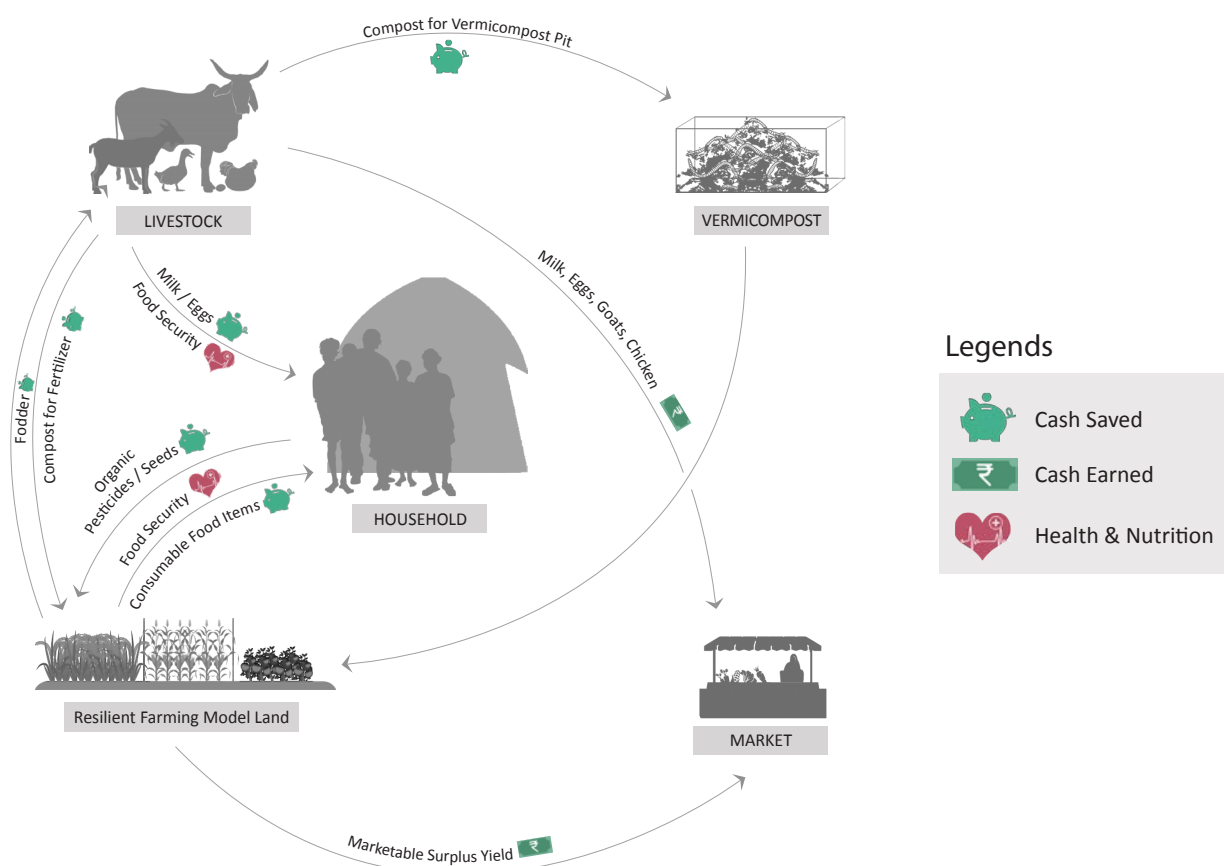 Compost for Vermicompost Pit
LIVESTOCK
VERMICOMPOST
Milk / Eggs
Food Security
Milk, Eggs, Goats, Chicken
Fodder
Compost for Fertilizer
Organic
Pesticides / Seeds
Food Security
Consumable Food Items
HOUSEHOLD
Resilient Farming Model Land
MARKET
Marketable Surplus Yield
₹
Legends
Cash Saved
₹
Cash Earned
Health & Nutrition